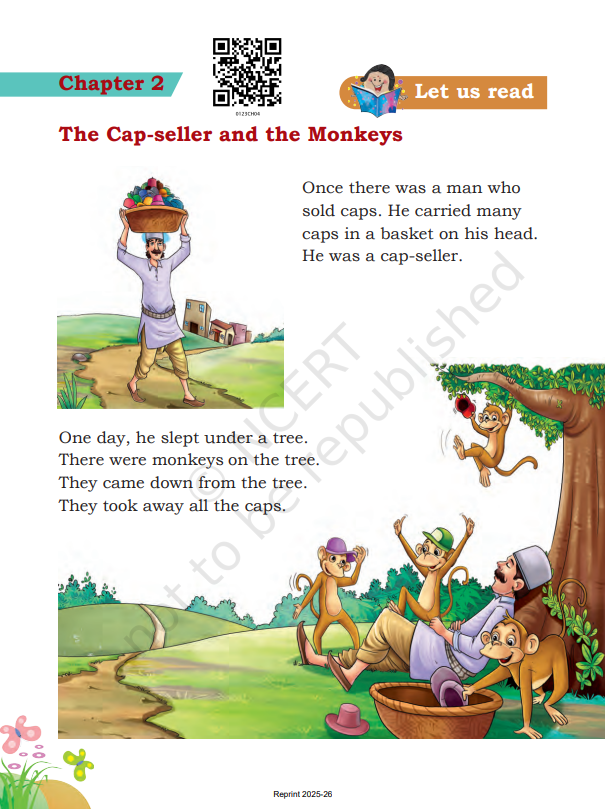 Chapter 2
0123CH04
Let us read
The Cap-seller and the Monkeys
Once there was a man who
sold caps. He carried many
caps in a basket on his head.
He was a cap-seller.
One day, he slept under a tree.
There were monkeys on the tree.
They came down from the tree.
They took away all the caps.
© NCERT
not to be republished
Reprint 2025-26